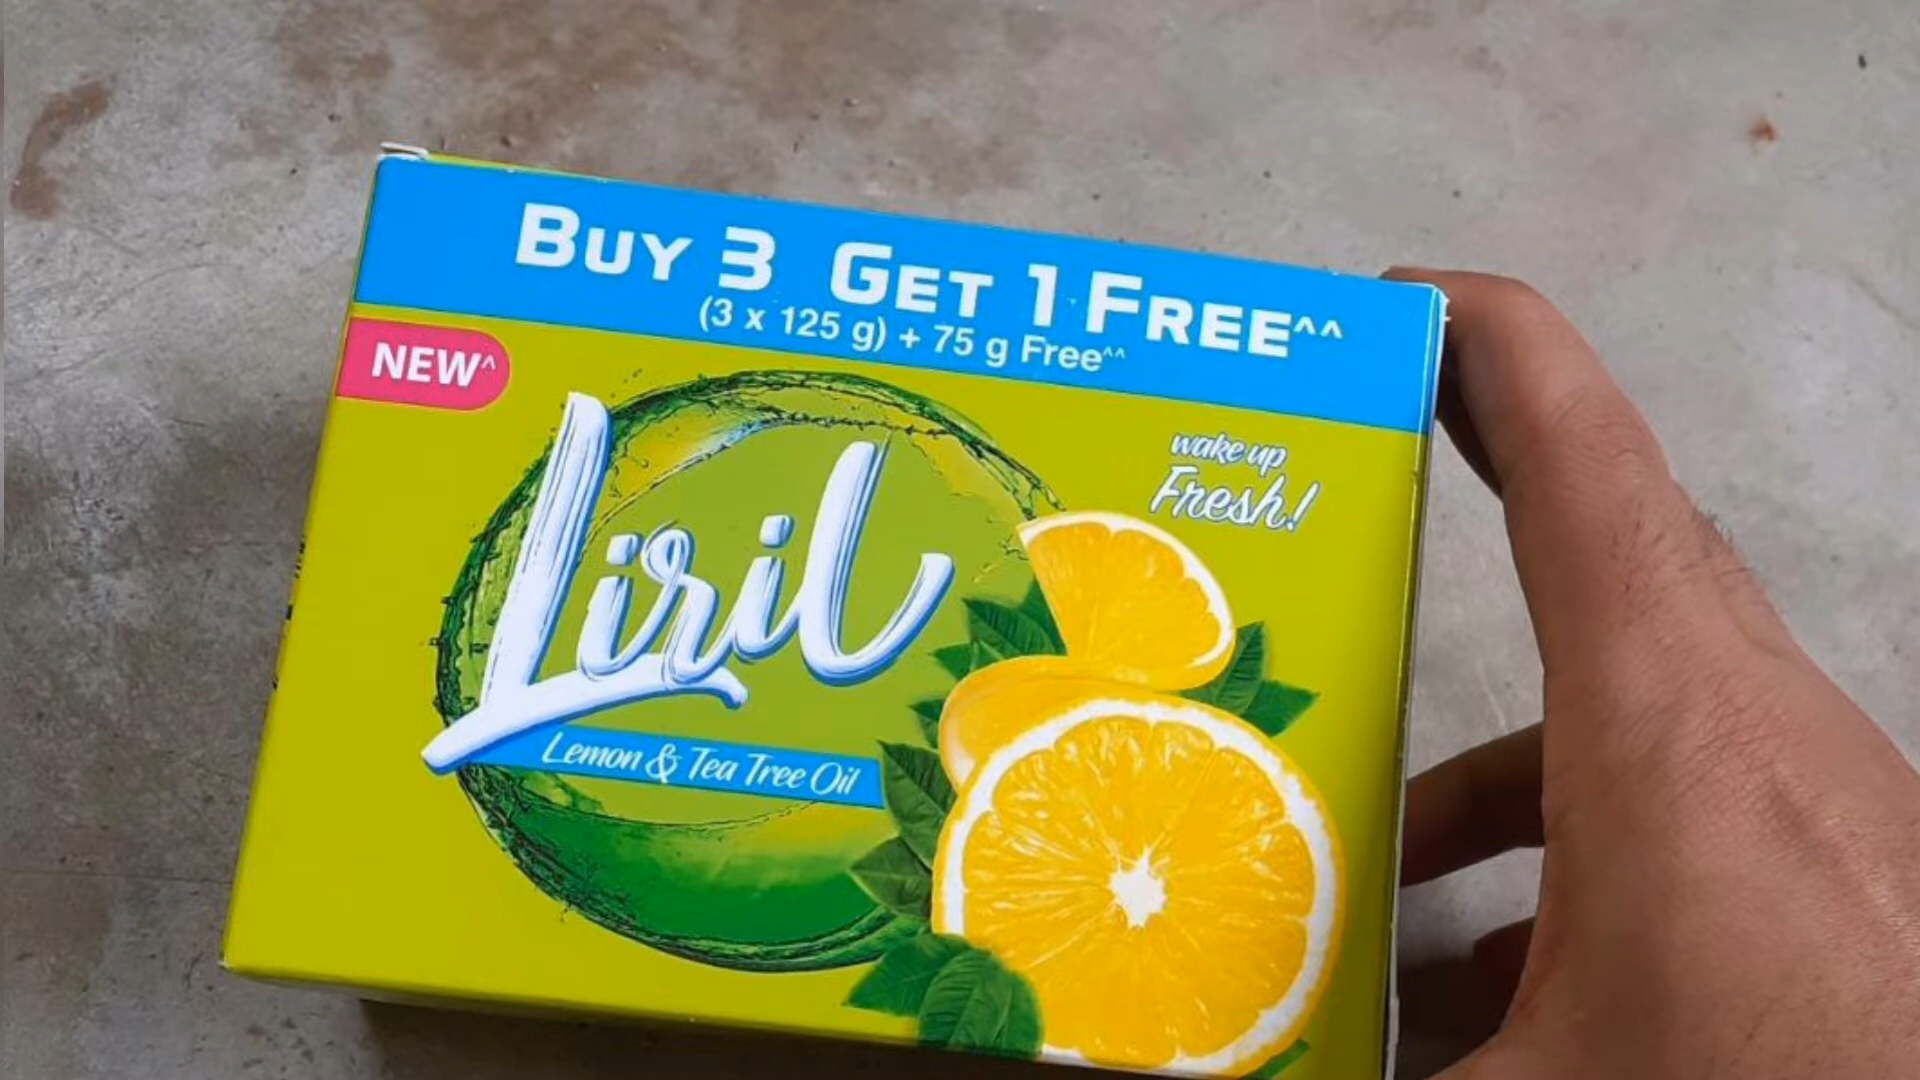 BUY 3 GET 1 FREE^^
(3 x 125 g) + 75 g Free^^
NEW^
wake up
Fresh!
Liril
Lemon & Tea Tree Oil